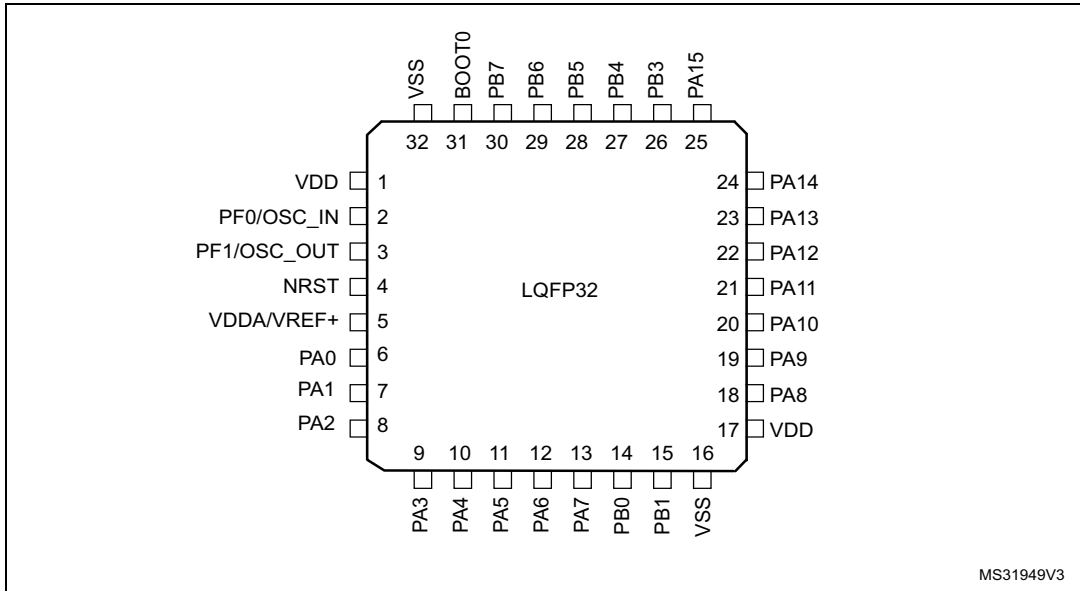 VSS BOOT0 PB7 PB6 PB5 PB4 PB3 PA15
32 31 30 29 28 27 26 25
VDD 1 24 PA14
PF0/OSC_IN 2 23 PA13
PF1/OSC_OUT 3 22 PA12
NRST 4 LQFP32 21 PA11
VDDA/VREF+ 5 20 PA10
PA0 6 19 PA9
PA1 7 18 PA8
PA2 8 17 VDD
9 10 11 12 13 14 15 16
PA3 PA4 PA5 PA6 PA7 PB0 PB1 VSS
MS31949V3